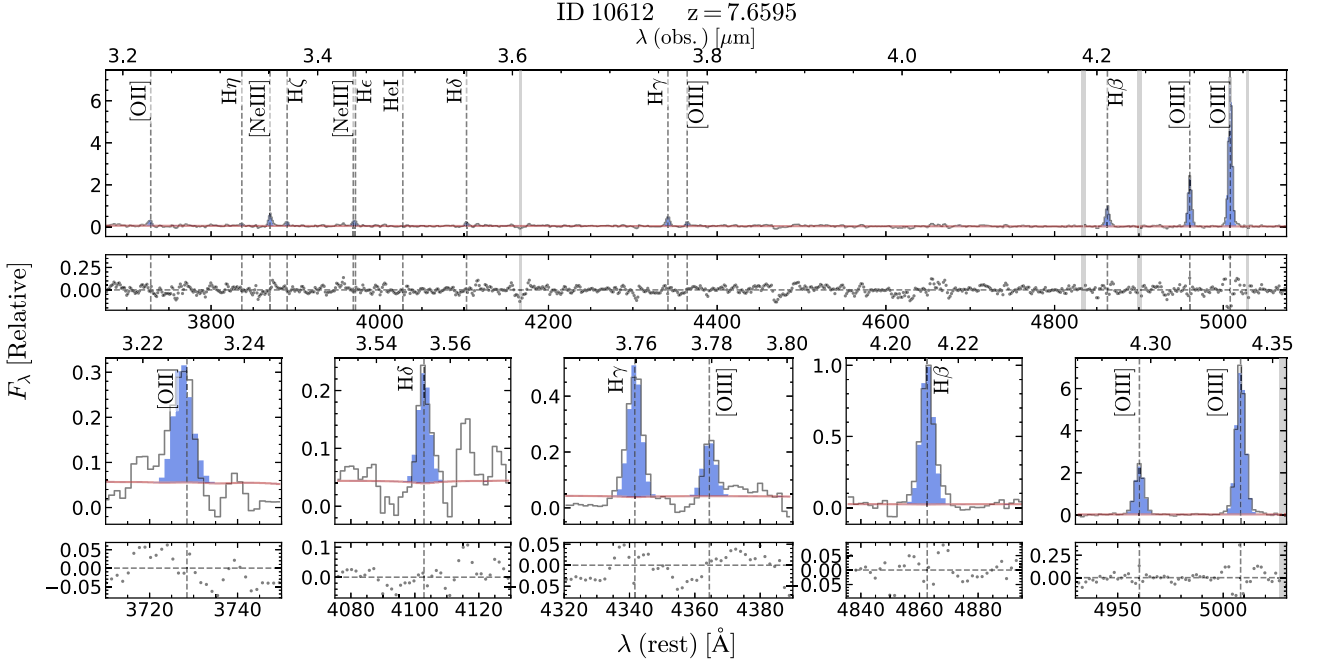 ID 10612 z = 7.6595
λ (obs.) [μm]
3.2 3.4 3.6 3.8 4.0 4.2
[OII] Hη [NeIII] Hζ [NeIII] Hϵ HeI Hδ Hγ [OIII] Hβ [OIII] [OIII]
6
4
2
0
0.25
0.00
3800 4000 4200 4400 4600 4800 5000
F_λ [Relative]
3.22 3.24 3.54 3.56 3.76 3.78 3.80 4.20 4.22 4.30 4.35
[OII] Hδ Hγ [OIII] Hβ [OIII] [OIII]
0.3 0.2 0.4 1.0 6
0.2 0.1 0.2 0.5 4
0.1 0.0 0.0 0.0 2
0.0 0
0.05 0.1 0.05 0.05 0.25
0.00 0.0 0.00 0.00 0.00
−0.05 −0.05 0.05
3720 3740 4080 4100 4120 4320 4340 4360 4380 4840 4860 4880 4950 5000
λ (rest) [Å]